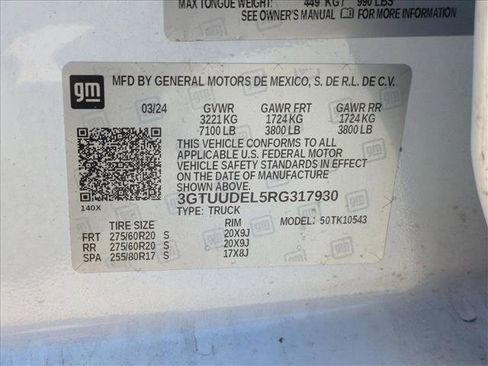 MAX TONGUE WEIGHT: 449 KG 990 LBS
SEE OWNER'S MANUAL FOR MORE INFORMATION
gm
MFD BY GENERAL MOTORS DE MEXICO, S. DE R.L. DE C.V.
03/24 GVWR GAWR FRT GAWR RR
3221 KG 1724 KG 1724 KG
7100 LB 3800 LB 3800 LB
THIS VEHICLE CONFORMS TO ALL
APPLICABLE U.S. FEDERAL MOTOR
VEHICLE SAFETY STANDARDS IN EFFECT
ON THE DATE OF MANUFACTURE
SHOWN ABOVE.
3GTUUDEL5RG317930
140X TYPE: TRUCK MODEL: 50TK10543
TIRE SIZE RIM
FRT 275/60R20 S 20X9J
RR 275/60R20 S 20X9J
SPA 255/80R17 S 17X8J